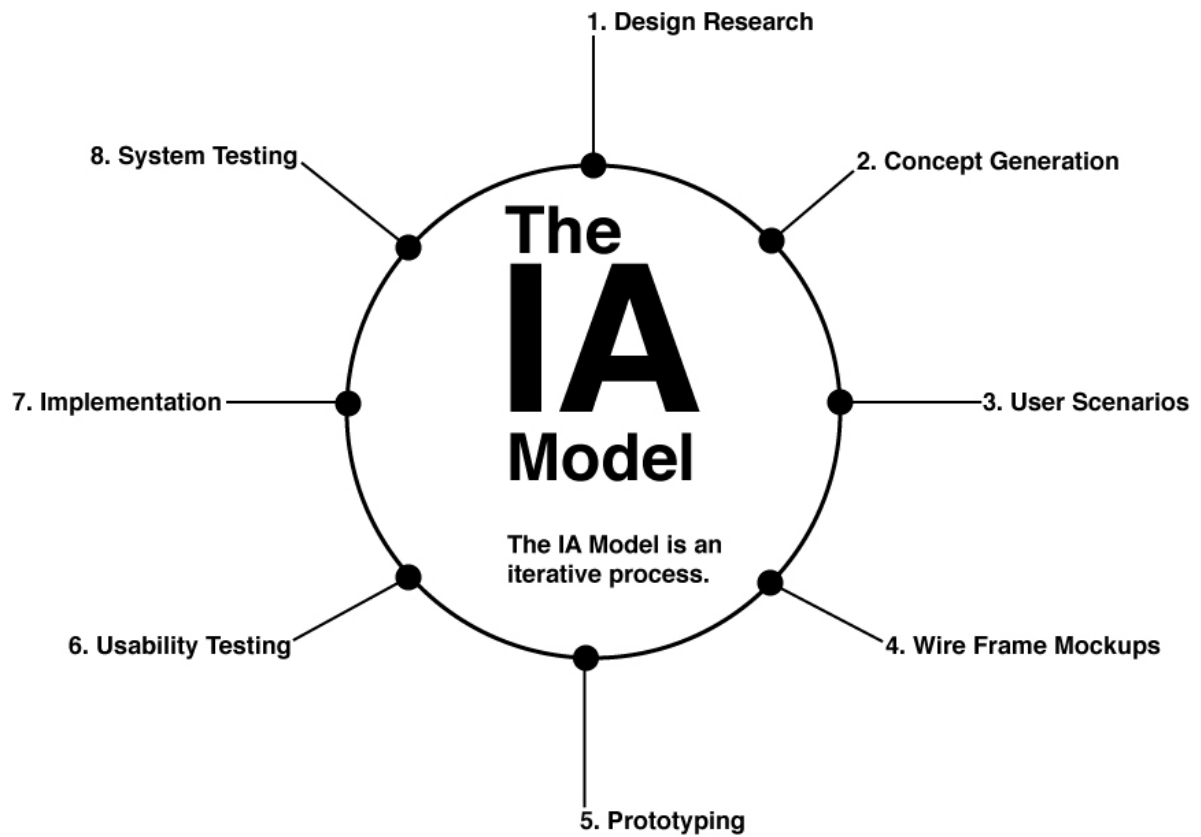 1. Design Research
8. System Testing
2. Concept Generation
The
IA
Model
7. Implementation
3. User Scenarios
The IA Model is an
iterative process.
6. Usability Testing
4. Wire Frame Mockups
5. Prototyping